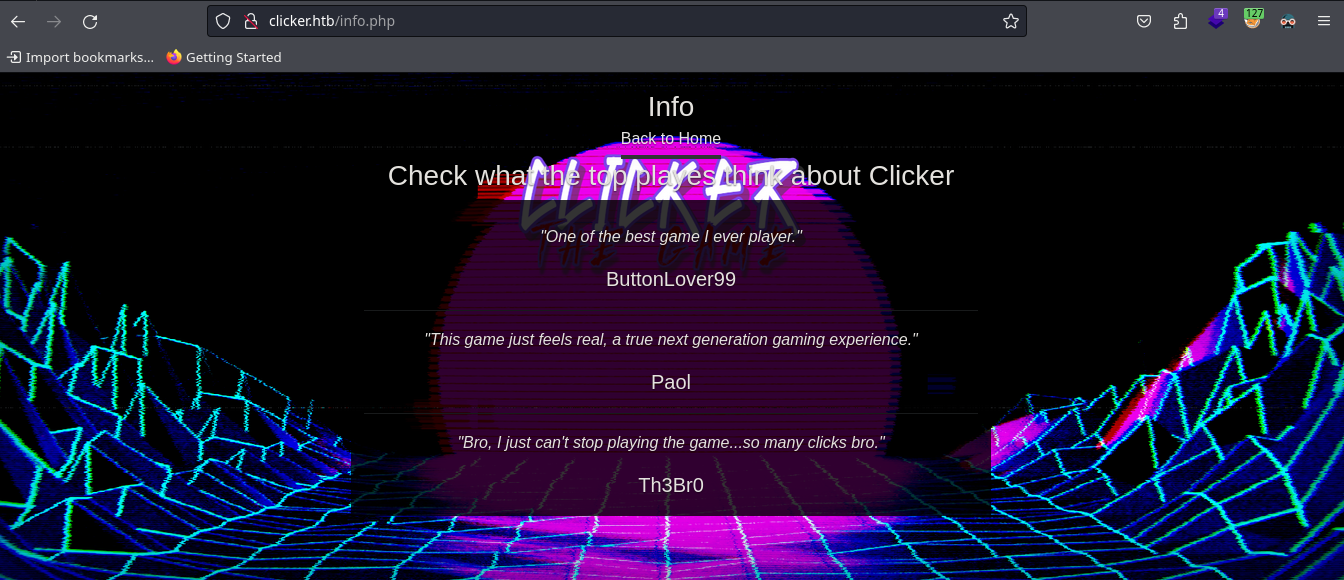 clicker.htb/info.php
4
127
Import bookmarks...
Getting Started
Info
Back to Home
CLICKER
THE GAME
Check what the top playes think about Clicker
"One of the best game I ever player."
ButtonLover99
"This game just feels real, a true next generation gaming experience."
Paol
"Bro, I just can't stop playing the game...so many clicks bro."
Th3Br0